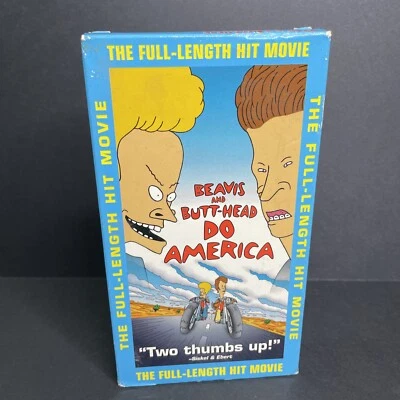 THE FULL-LENGTH HIT MOVIE
THE FULL-LENGTH HIT MOVIE
THE FULL-LENGTH HIT MOVIE
BEAVIS
AND
BUTT-HEAD
DO
AMERICA
"Two thumbs up!"
-Siskel & Ebert
THE FULL-LENGTH HIT MOVIE